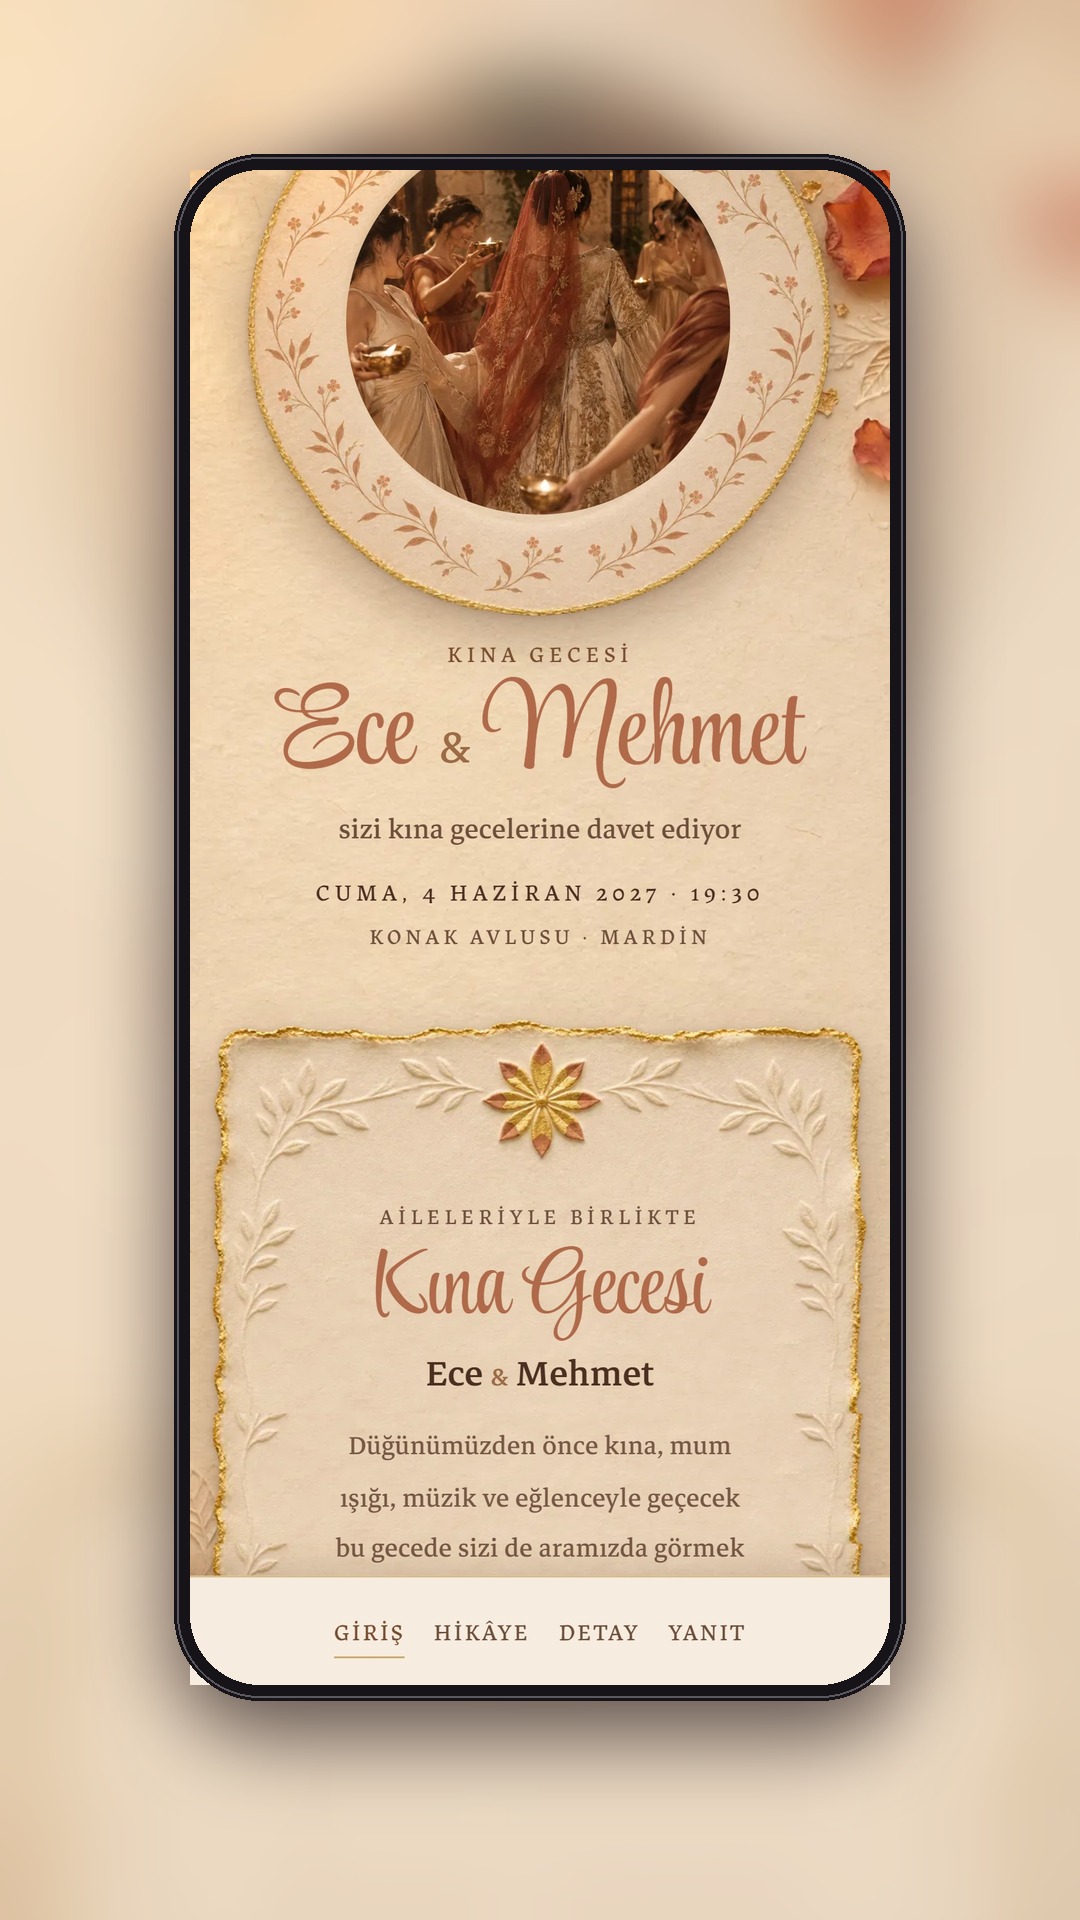 KINA GECESİ
Ece & Mehmet
sizi kına gecelerine davet ediyor
CUMA, 4 HAZİRAN 2027 · 19:30
KONAK AVLUSU · MARDİN
AİLELERİYLE BİRLİKTE
Kına Gecesi
Ece & Mehmet
Düğünümüzden önce kına, mum
ışığı, müzik ve eğlenceyle geçecek
bu gecede sizi de aramızda görmek
GİRİŞ HİKÂYE DETAY YANIT